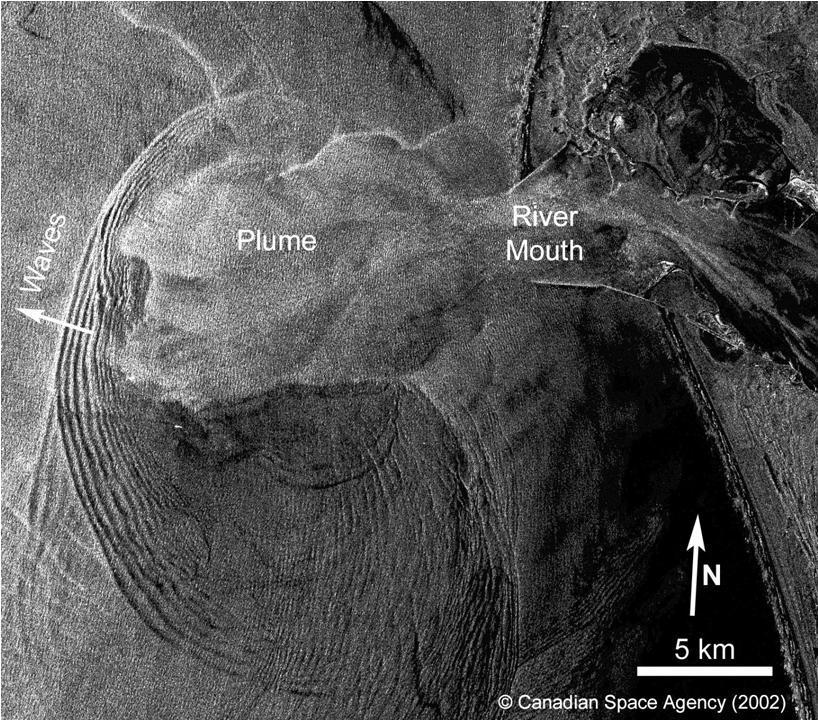 Plume
River
Mouth
Waves
N
5 km
© Canadian Space Agency (2002)